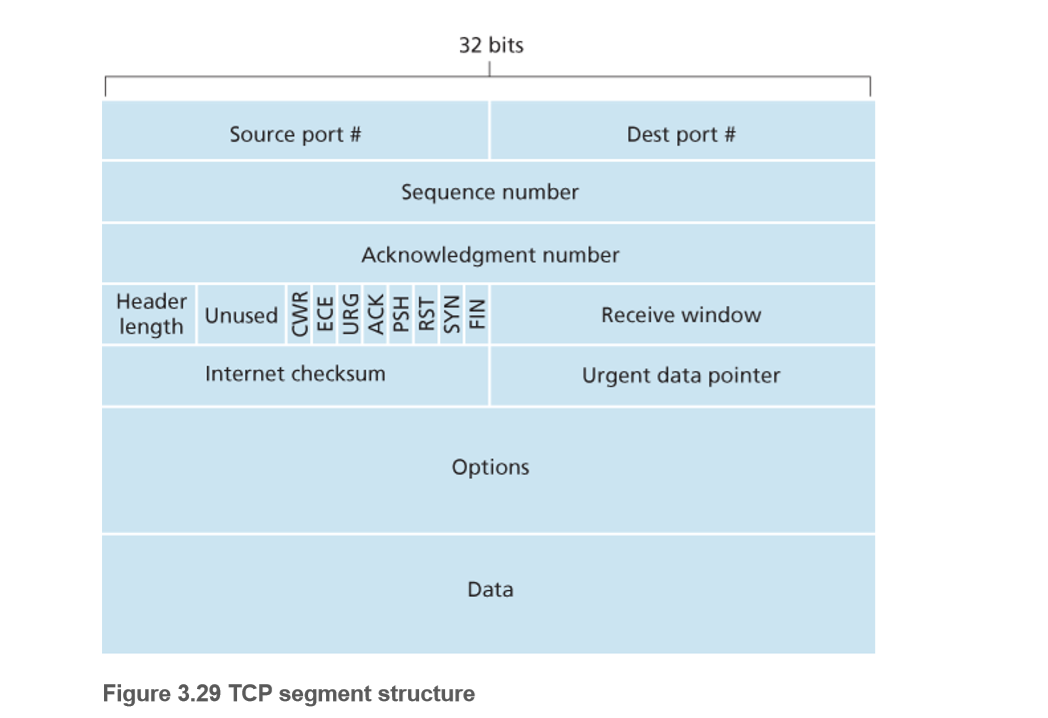 32 bits
Source port #
Dest port #
Sequence number
Acknowledgment number
Header
length
Unused
CWR
ECE
URG
ACK
PSH
RST
SYN
FIN
Receive window
Internet checksum
Urgent data pointer
Options
Data
Figure 3.29 TCP segment structure